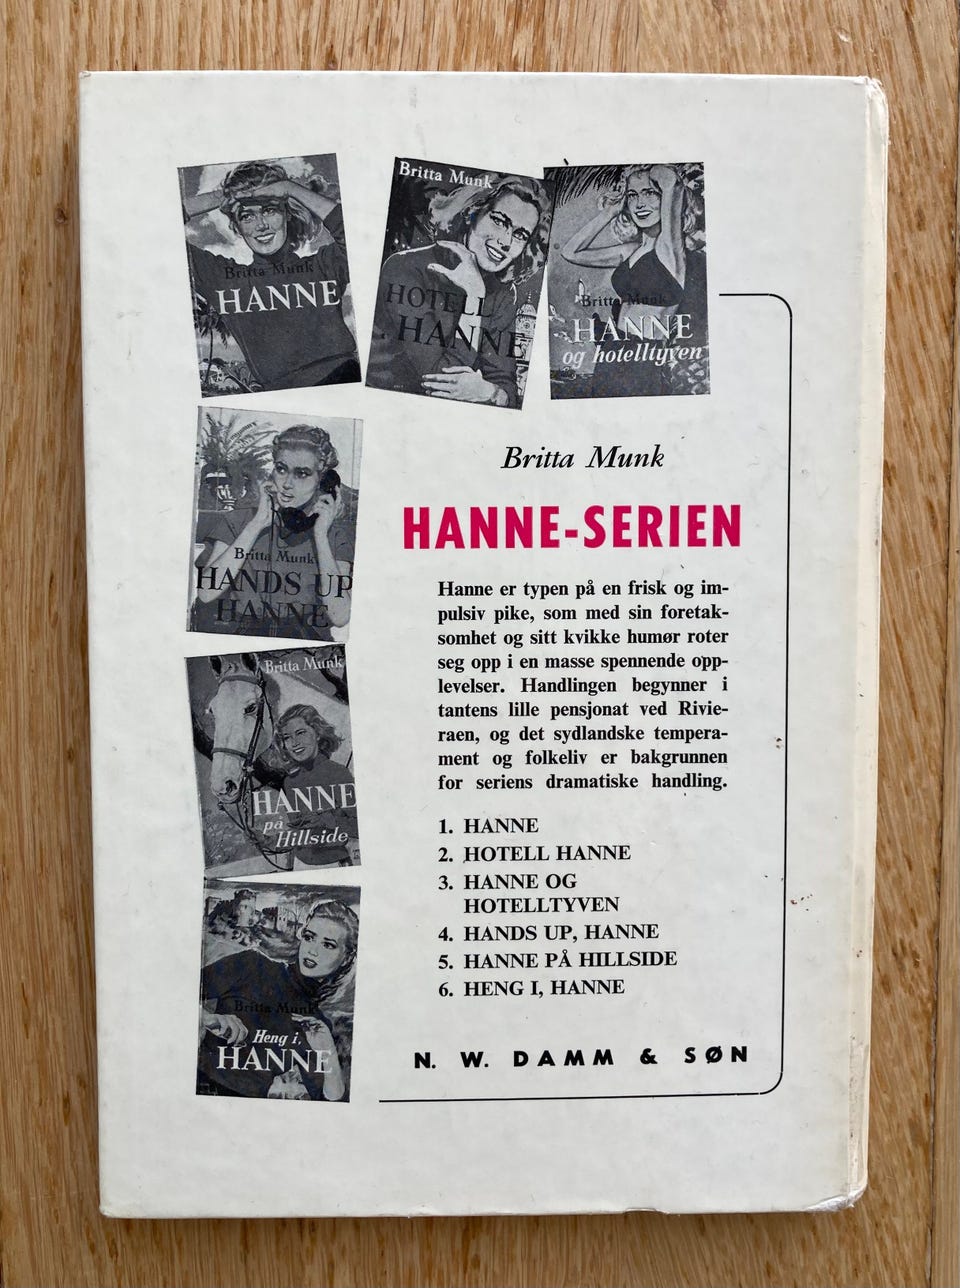 Britta Munk
HANNE
Britta Munk
HOTELL
HANNE
Britta Munk
HANNE
og hotelltyven
Britta Munk
HANDS UP
HANNE
Britta Munk
HANNE
på
Hillside
Britta Munk
Heng i,
HANNE
Britta Munk
HANNE-SERIEN
Hanne er typen på en frisk og im-
pulsiv pike, som med sin foretak-
somhet og sitt kvikke humør roter
seg opp i en masse spennende opp-
levelser. Handlingen begynner i
tantens lille pensjonat ved Rivie-
raen, og det sydlandske tempera-
ment og folkeliv er bakgrunnen
for seriens dramatiske handling.
1. HANNE
2. HOTELL HANNE
3. HANNE OG
HOTELLTYVEN
4. HANDS UP, HANNE
5. HANNE PÅ HILLSIDE
6. HENG I, HANNE
N. W. DAMM & SØN